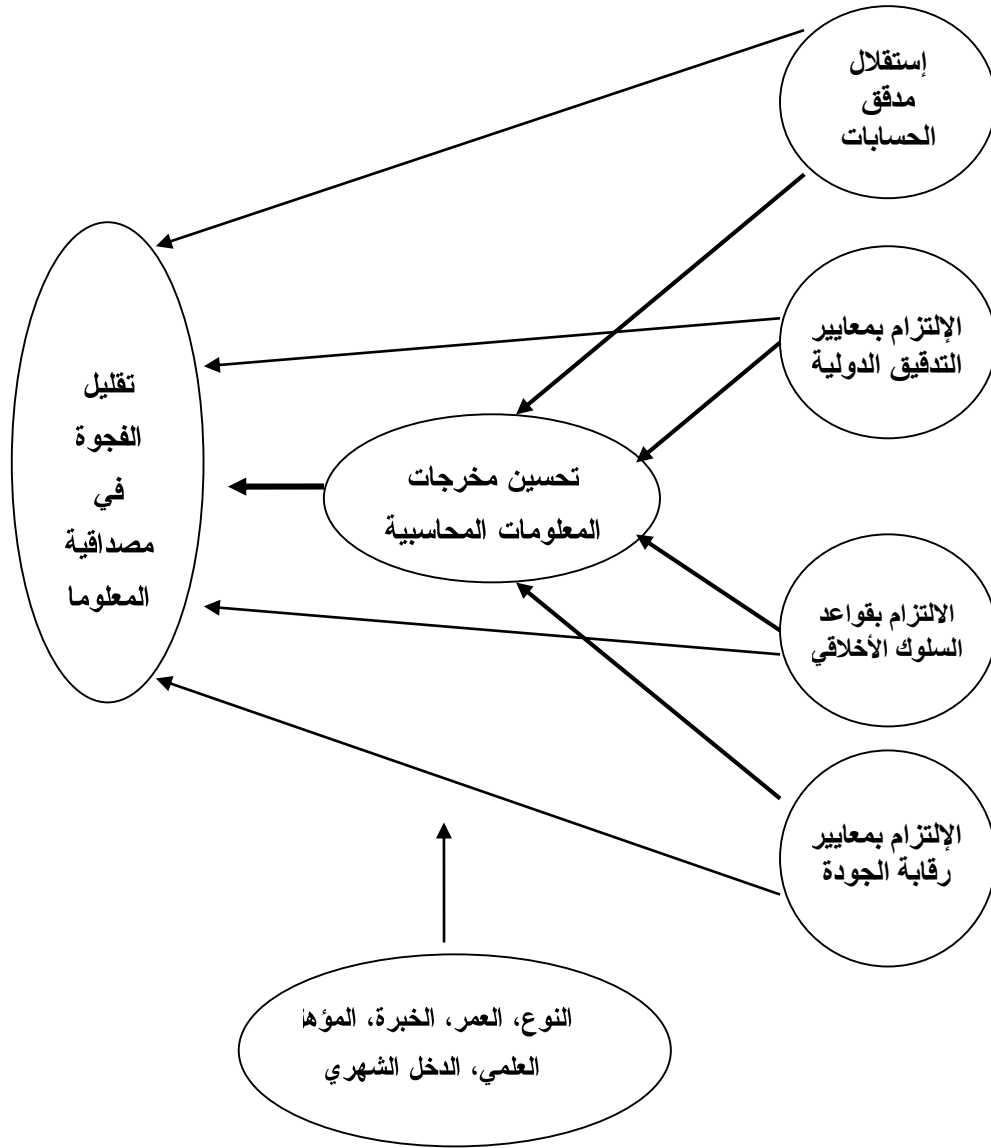 إستقلال
مدقق
الحسابات
الإلتزام بمعايير
التدقيق الدولية
الالتزام بقواعد
السلوك الأخلاقي
الإلتزام بمعايير
رقابة الجودة
تحسين مخرجات
المعلومات المحاسبية
تقليل
الفجوة
في
مصداقية
المعلوما
النوع، العمر، الخبرة، المؤها
العلمي، الدخل الشهري